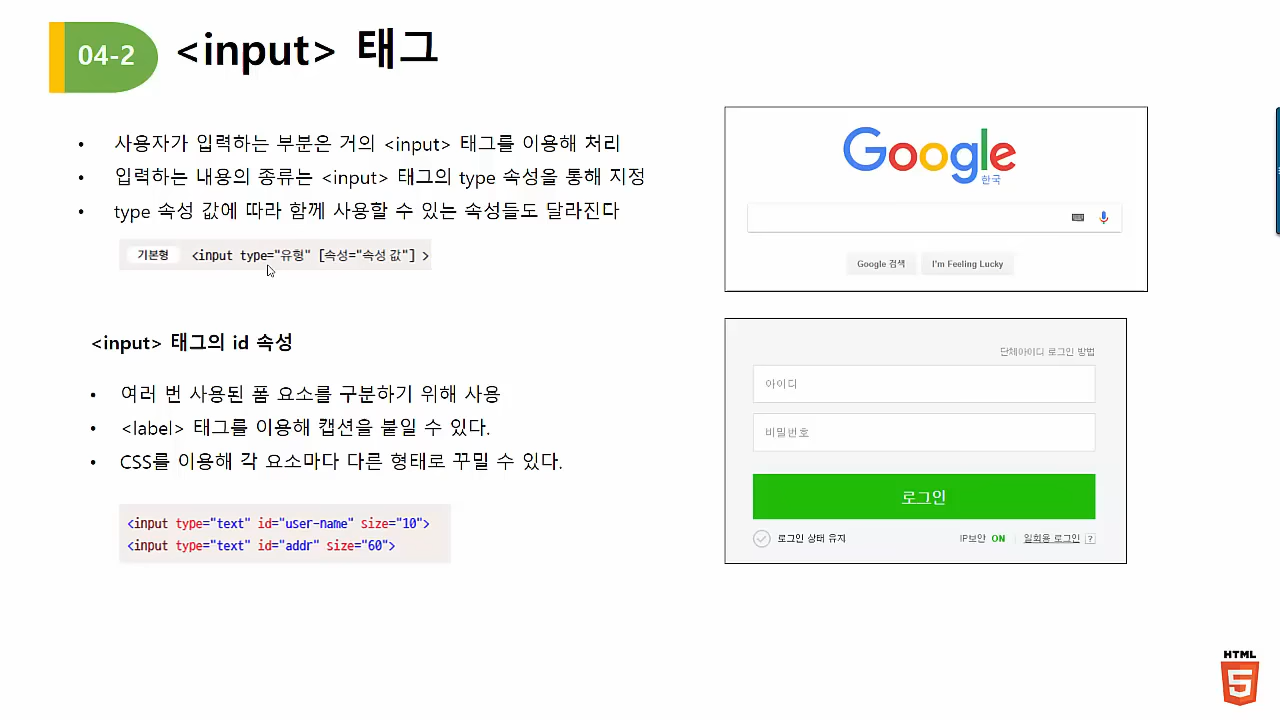 04-2 <input> 태그
• 사용자가 입력하는 부분은 거의 <input> 태그를 이용해 처리
• 입력하는 내용의 종류는 <input> 태그의 type 속성을 통해 지정
• type 속성 값에 따라 함께 사용할 수 있는 속성들도 달라진다
기본형 <input type="유형" [속성="속성 값"] >
<input> 태그의 id 속성
• 여러 번 사용된 폼 요소를 구분하기 위해 사용
• <label> 태그를 이용해 캡션을 붙일 수 있다.
• CSS를 이용해 각 요소마다 다른 형태로 꾸밀 수 있다.
<input type="text" id="user-name" size="10">
<input type="text" id="addr" size="60">
Google
한국
Google 검색 I'm Feeling Lucky
단체아이디 로그인 방법
아이디
비밀번호
로그인
로그인 상태 유지 IP보안 ON 일회용 로그인 ?
HTML
5